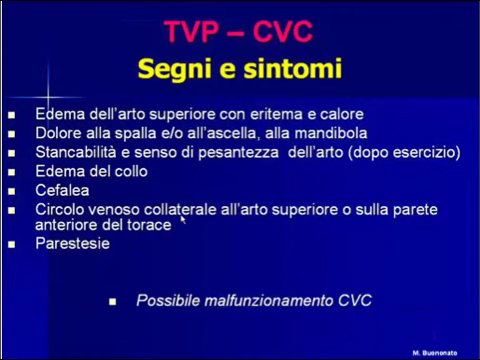 TVP – CVC
Segni e sintomi
Edema dell'arto superiore con eritema e calore
Dolore alla spalla e/o all'ascella, alla mandibola
Stancabilità e senso di pesantezza dell'arto (dopo esercizio)
Edema del collo
Cefalea
Circolo venoso collaterale all'arto superiore o sulla parete
anteriore del torace
Parestesie
Possibile malfunzionamento CVC
M. Buononato